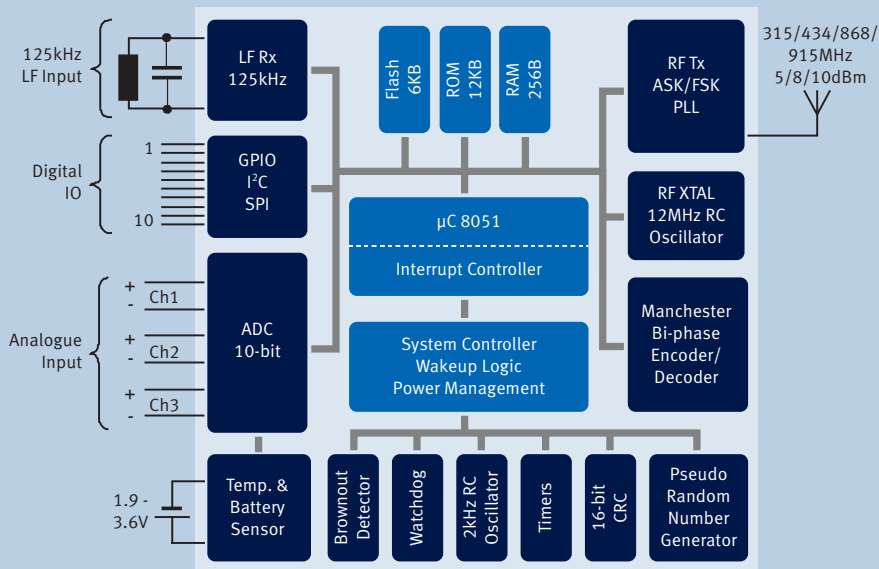 125kHz
LF Input
LF Rx
125kHz
Flash
6KB
ROM
12KB
RAM
256B
RF Tx
ASK/FSK
PLL
315/434/868/
915MHz
5/8/10dBm
Digital
IO
1
10
GPIO
I²C
SPI
µC 8051
Interrupt Controller
RF XTAL
12MHz RC
Oscillator
Analogue
Input
+
-
Ch1
+
-
Ch2
+
-
Ch3
ADC
10-bit
System Controller
Wakeup Logic
Power Management
Manchester
Bi-phase
Encoder/
Decoder
1.9 -
3.6V
Temp. &
Battery
Sensor
Brownout
Detector
Watchdog
2kHz RC
Oscillator
Timers
16-bit
CRC
Pseudo
Random
Number
Generator